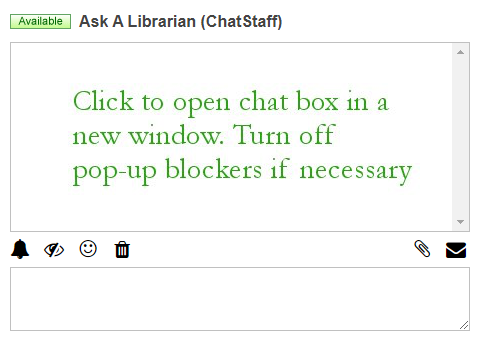 Available Ask A Librarian (ChatStaff)
Click to open chat box in a
new window. Turn off
pop-up blockers if necessary